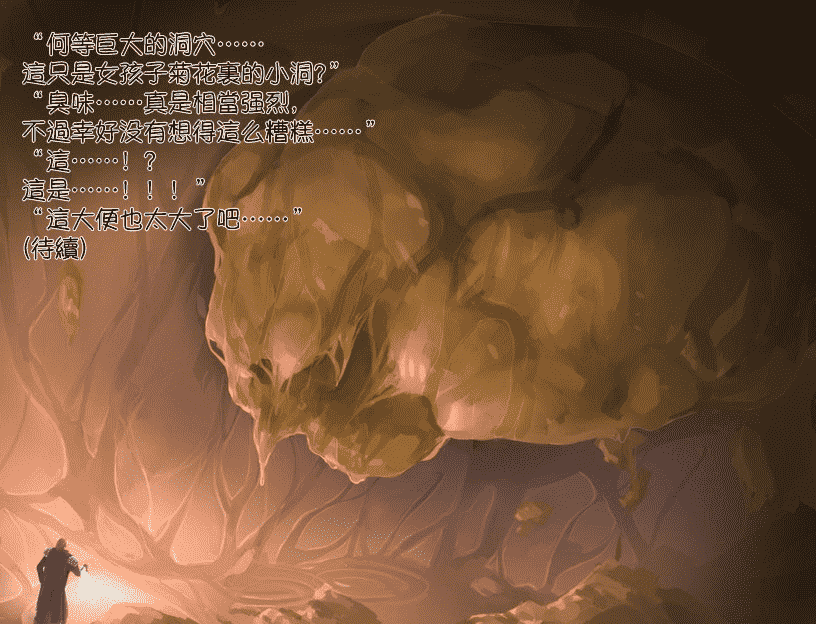 “何等巨大的洞穴……
這只是女孩子菊花裏的小洞?”
“臭味……真是相當强烈,
不過幸好没有想得這么糟糕……”
“這……！？
這是……！！！”
“這大便也太大了吧……”
(待續)